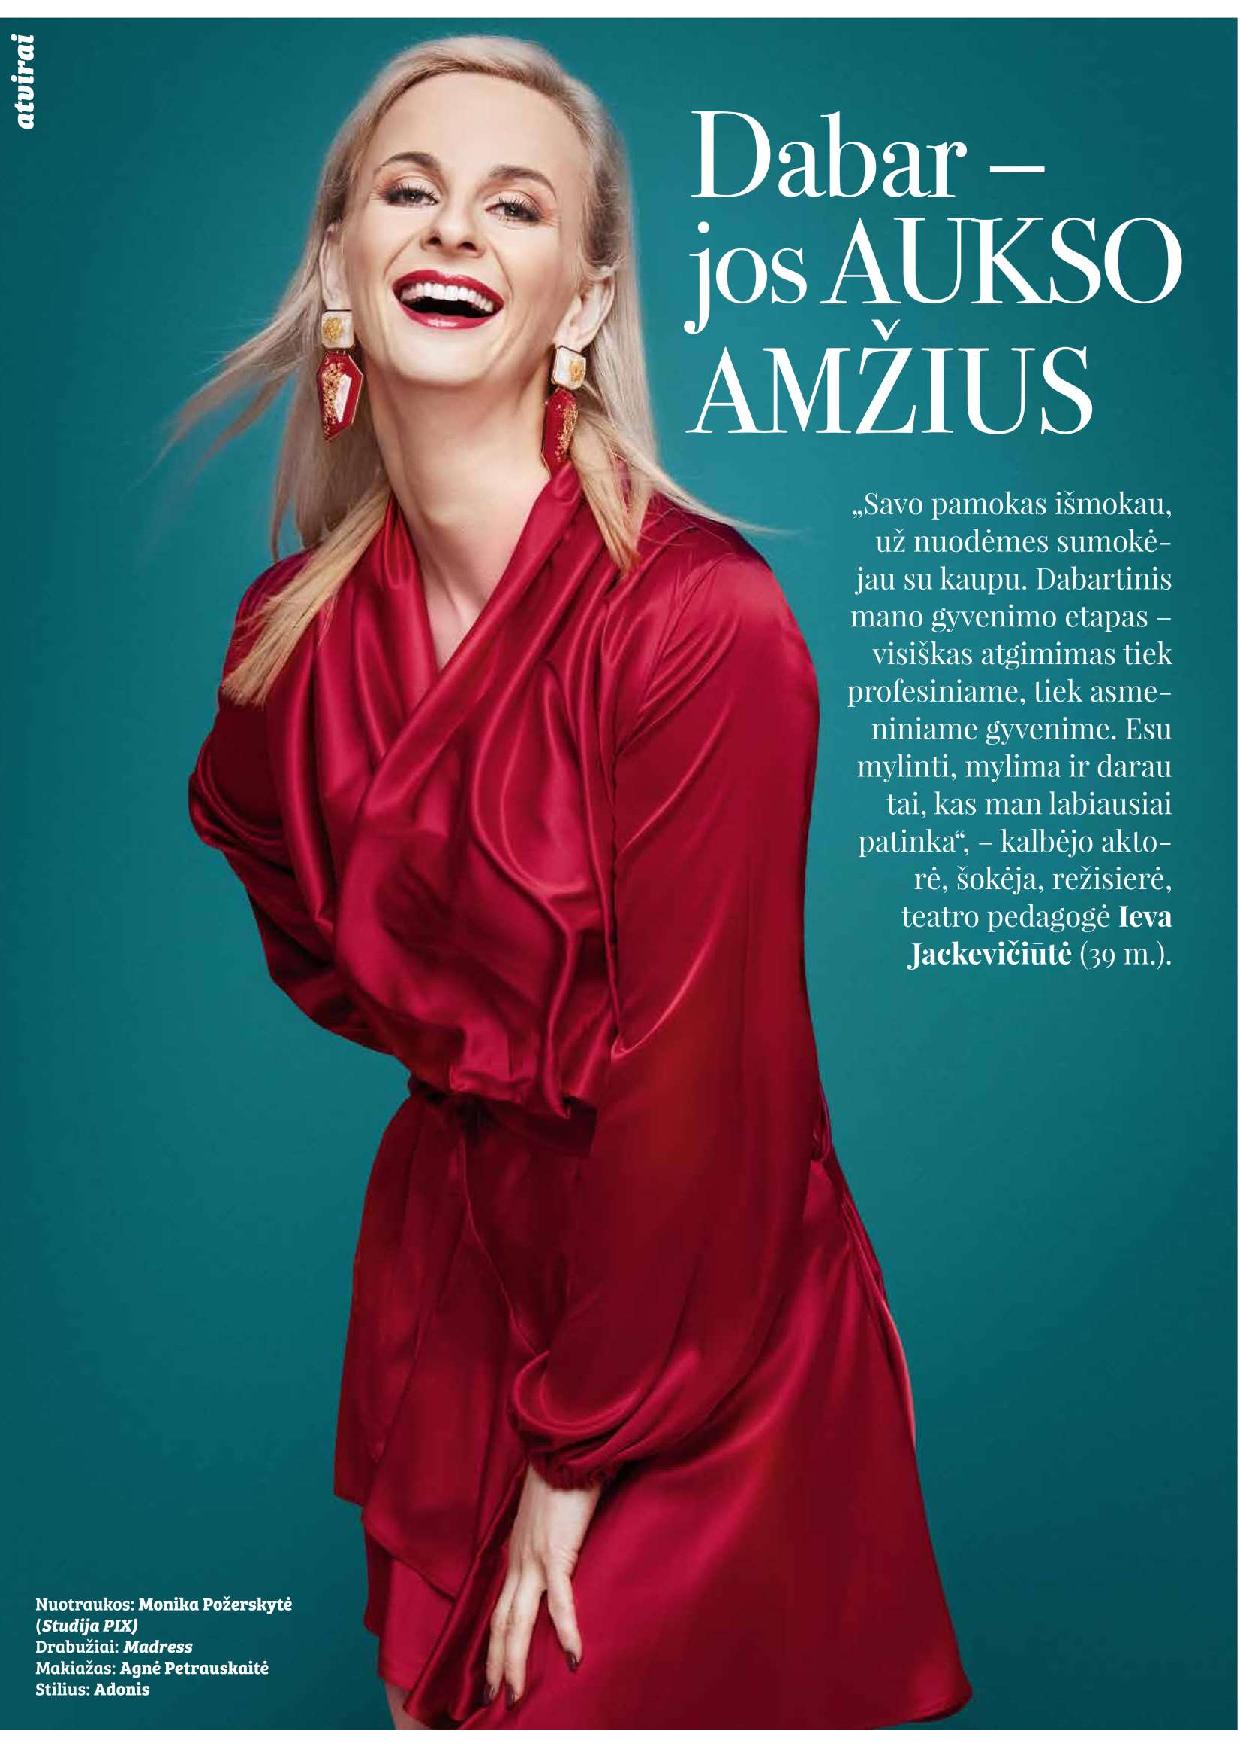 atvirai
Dabar –
jos AUKSO
AMŽIUS
„Savo pamokas išmokau,
už nuodėmes sumokė-
jau su kaupu. Dabartinis
mano gyvenimo etapas –
visiškas atgimimas tiek
profesiniame, tiek asme-
niniame gyvenime. Esu
mylinti, mylima ir darau
tai, kas man labiausiai
patinka“, – kalbėjo akto-
rė, šokėja, režisierė,
teatro pedagogė Ieva
Jackevičiūtė (39 m.).
Nuotraukos: Monika Požerskytė
(Studija PIX)
Drabužiai: Madress
Makiažas: Agnė Petrauskaitė
Stilius: Adonis